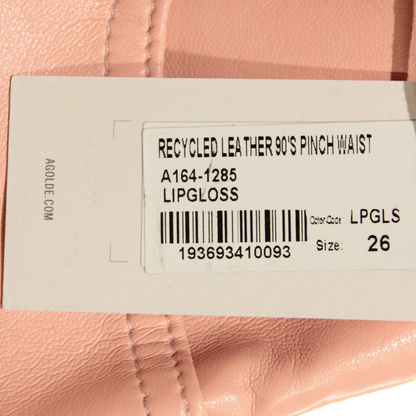 AGOLDE.COM
RECYCLED LEATHER 90'S PINCH WAIST
A164-1285
LIPGLOSS
Color Code: LPGLS
193693410093
Size: 26